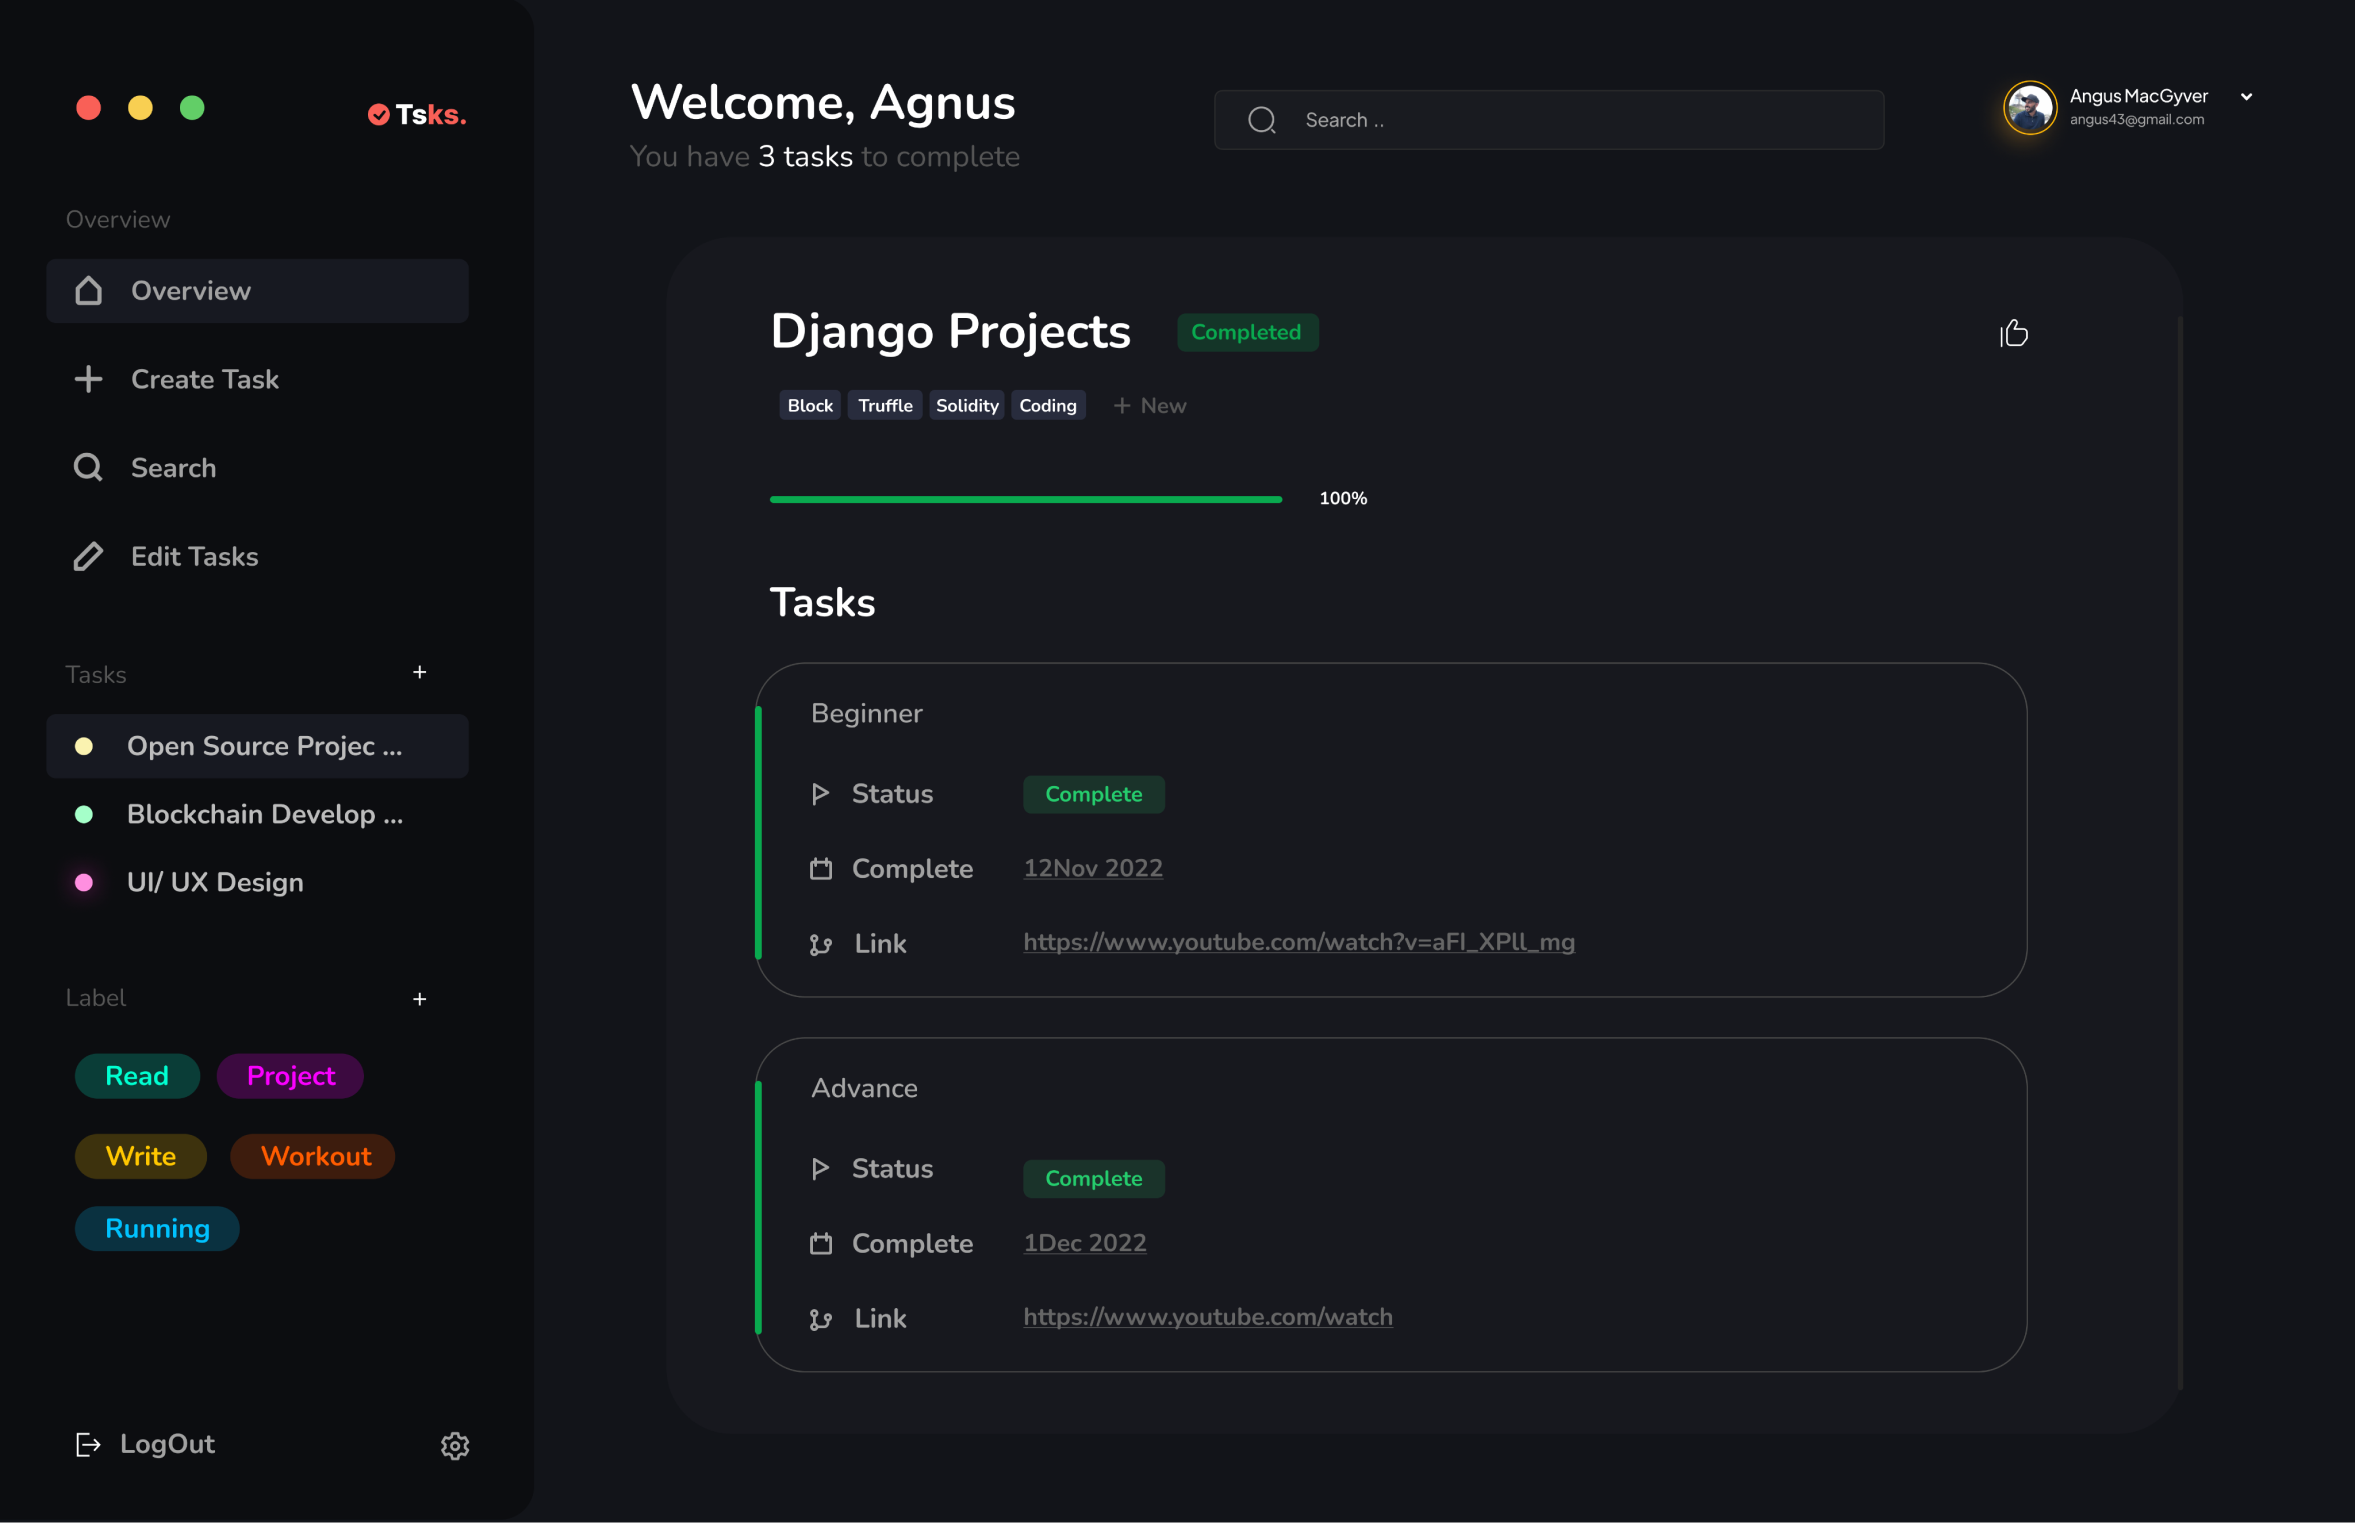 Tsks.
Overview
Overview
Create Task
Search
Edit Tasks
Tasks +
Open Source Projec ...
Blockchain Develop ...
UI/ UX Design
Label +
Read Project
Write Workout
Running
LogOut
Welcome, Agnus
You have 3 tasks to complete
Search ..
Angus MacGyver
angus43@gmail.com
Django Projects Completed
Block Truffle Solidity Coding + New
100%
Tasks
Beginner
Status Complete
Complete 12Nov 2022
Link https://www.youtube.com/watch?v=aFI_XPll_mg
Advance
Status Complete
Complete 1Dec 2022
Link https://www.youtube.com/watch